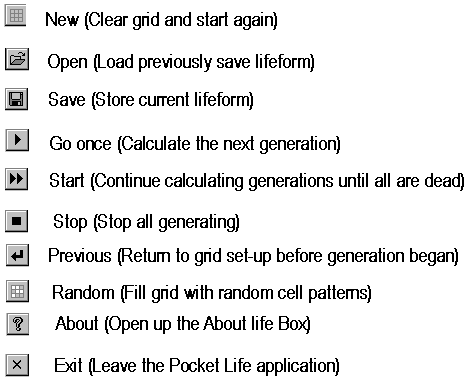 New (Clear grid and start again)
Open (Load previously save lifeform)
Save (Store current lifeform)
Go once (Calculate the next generation)
Start (Continue calculating generations until all are dead)
Stop (Stop all generating)
Previous (Return to grid set-up before generation began)
Random (Fill grid with random cell patterns)
? About (Open up the About life Box)
Exit (Leave the Pocket Life application)